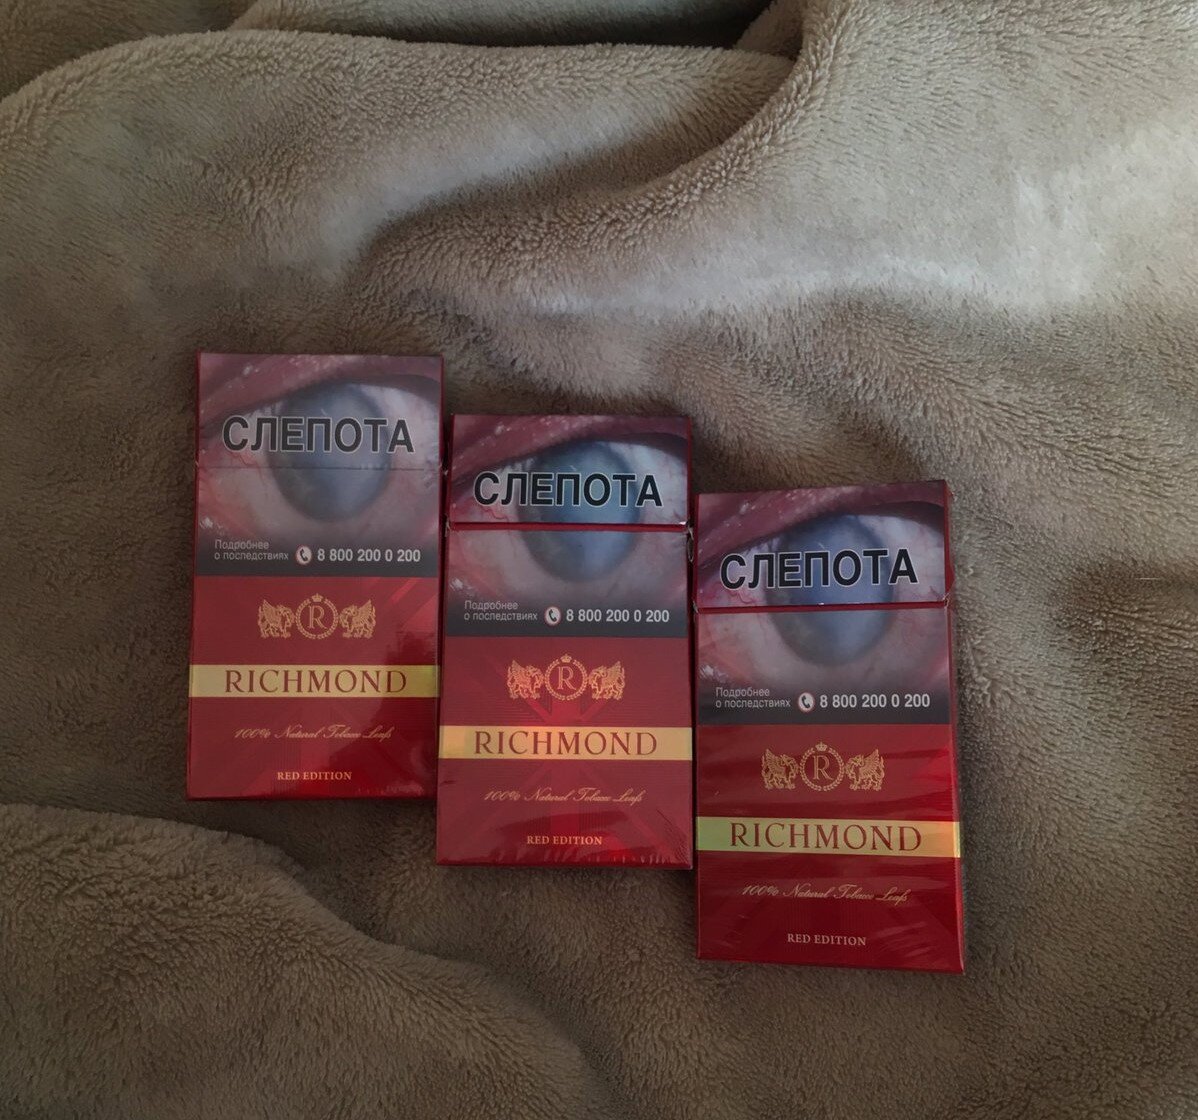 СЛЕПОТА
Подробнее
о последствиях 8 800 200 0 200
R
RICHMOND
100% Natural Tobacco Leafs
RED EDITION
СЛЕПОТА
Подробнее
о последствиях 8 800 200 0 200
R
RICHMOND
100% Natural Tobacco Leafs
RED EDITION
СЛЕПОТА
Подробнее
о последствиях 8 800 200 0 200
R
RICHMOND
100% Natural Tobacco Leafs
RED EDITION